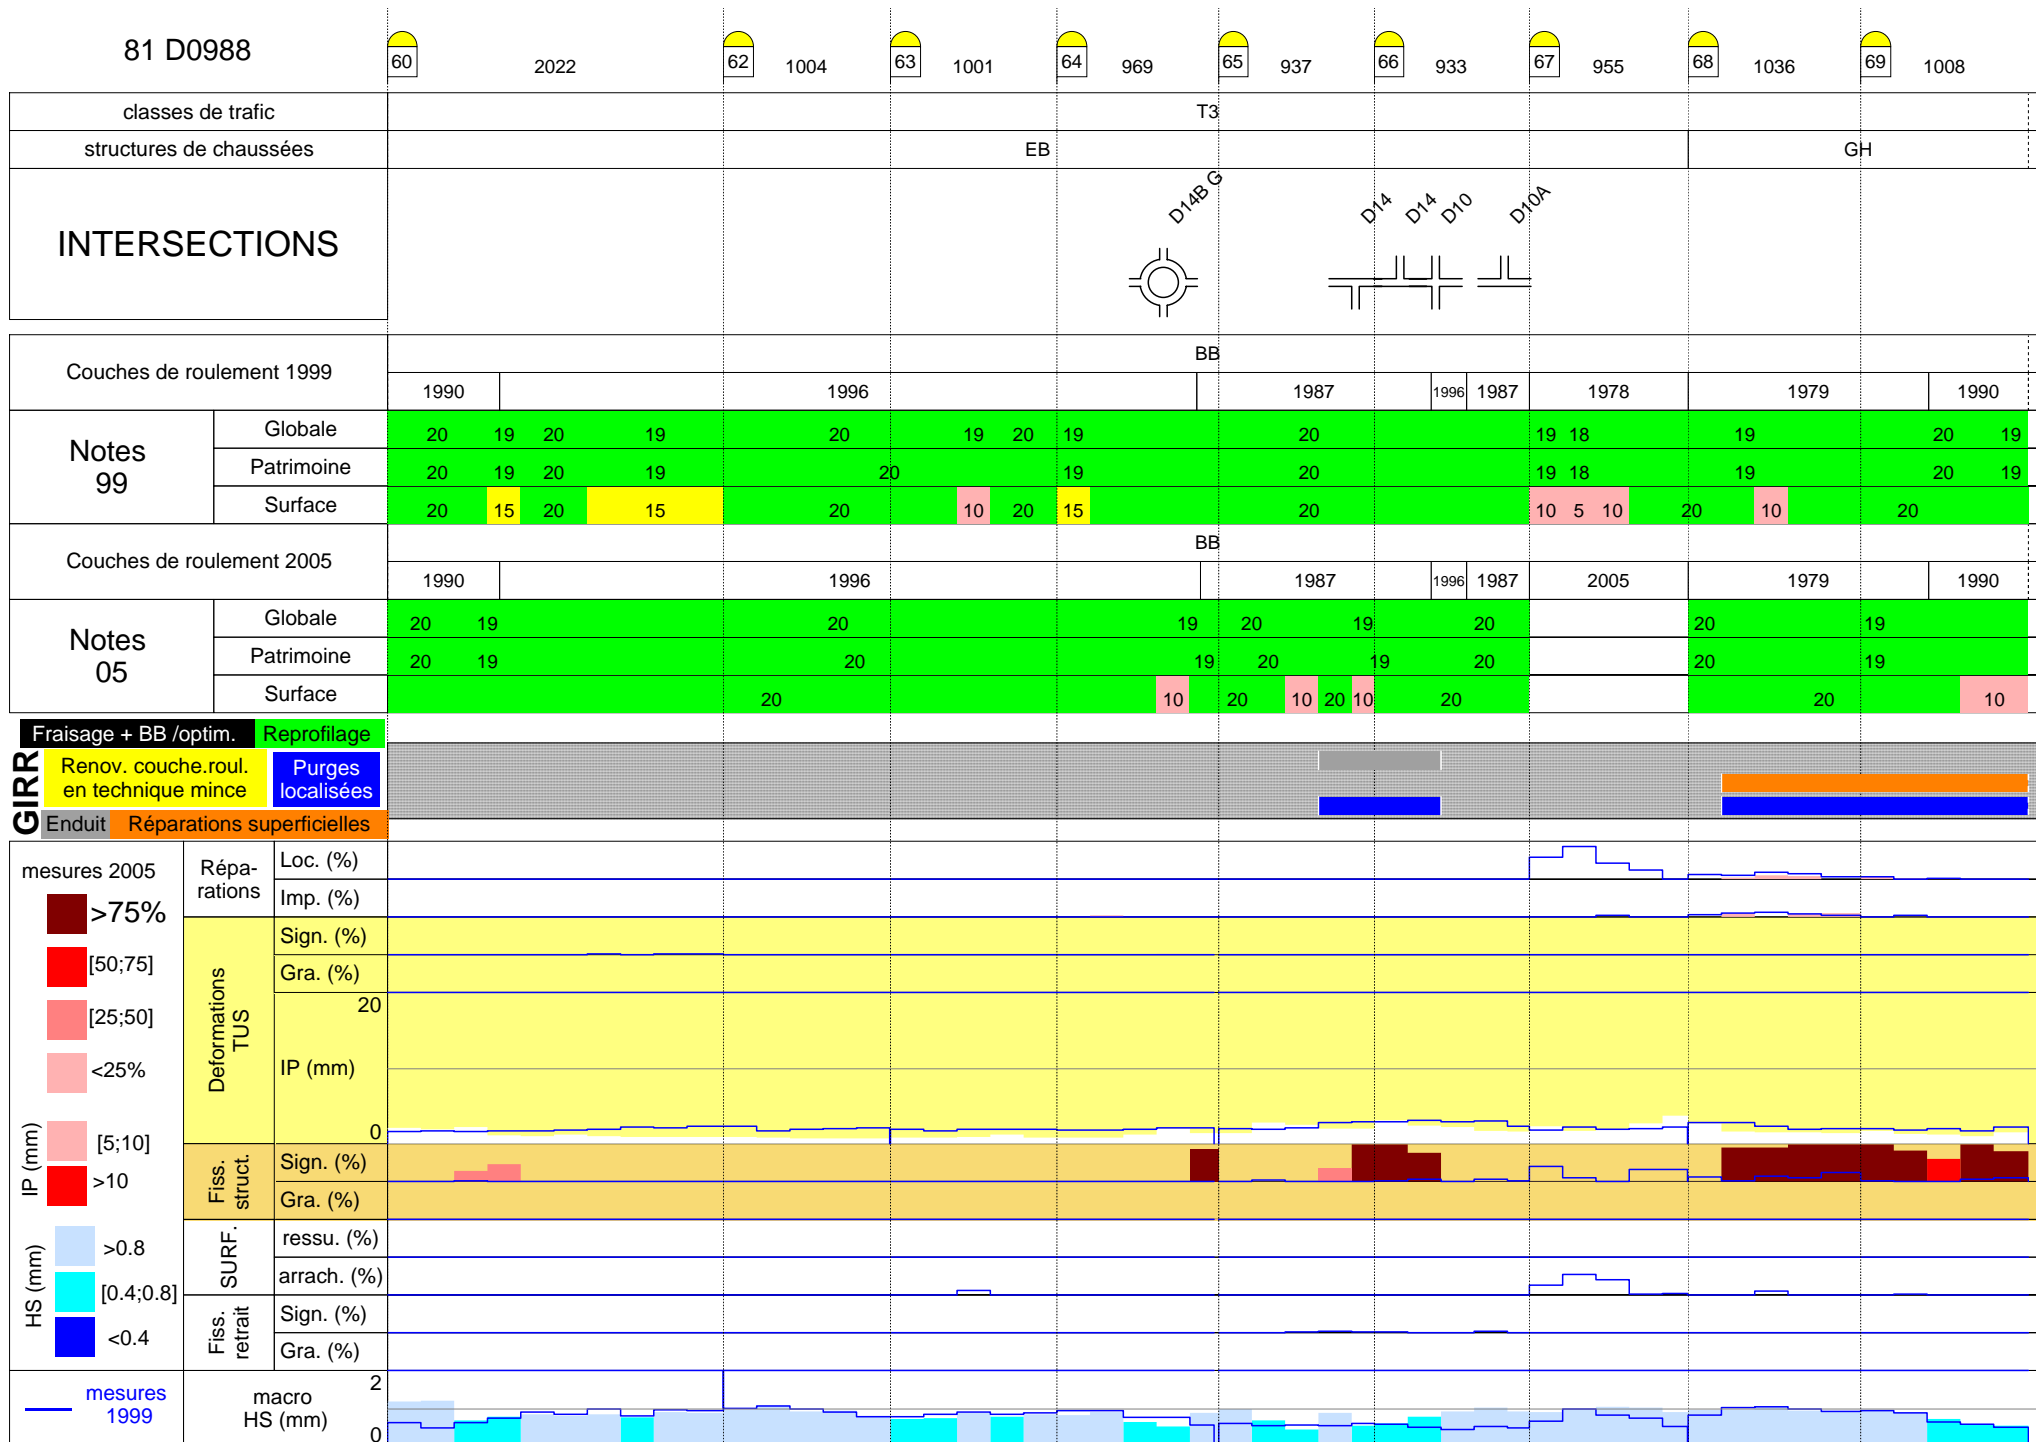 81 D0988
60 2022 62 1004 63 1001 64 969 65 937 66 933 67 955 68 1036 69 1008
classes de trafic T3
structures de chaussées EB GH
INTERSECTIONS D14B G D14 D14 D10 D10A
Couches de roulement 1999 BB
1990 1996 1987 1996 1987 1978 1979 1990
Notes 99
Globale 20 19 20 19 20 19 20 19 20 19 18 19 20 19
Patrimoine 20 19 20 19 20 19 20 19 18 19 20 19
Surface 20 15 20 15 20 10 20 15 20 10 5 10 20 10 20
Couches de roulement 2005 BB
1990 1996 1987 1996 1987 2005 1979 1990
Notes 05
Globale 20 19 20 19 20 19 20 20 19
Patrimoine 20 19 20 19 20 19 20 20 19
Surface 20 10 20 10 20 10 20 20 10
GIRR
Fraisage + BB /optim. Reprofilage
Renov. couche.roul. en technique mince
Purges localisées
Enduit Réparations superficielles
mesures 2005
>75%
[50;75]
[25;50]
<25%
IP (mm)
[5;10]
>10
HS (mm)
>0.8
[0.4;0.8]
<0.4
mesures 1999
Répa-
rations
Loc. (%)
Imp. (%)
Deformations TUS
Sign. (%)
Gra. (%)
20
IP (mm)
0
Fiss. struct.
Sign. (%)
Gra. (%)
SURF.
ressu. (%)
arrach. (%)
Fiss. retrait
Sign. (%)
Gra. (%)
macro HS (mm)
2
0